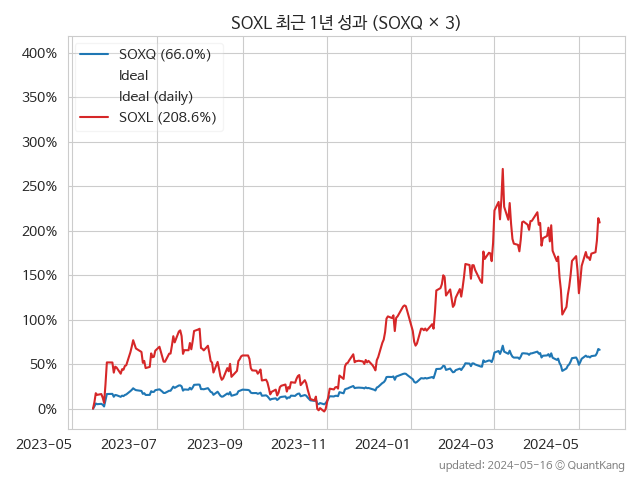 SOXL 최근 1년 성과 (SOXQ × 3)
400%
350%
300%
250%
200%
150%
100%
50%
0%
SOXQ (66.0%)
Ideal
Ideal (daily)
SOXL (208.6%)
2023-05
2023-07
2023-09
2023-11
2024-01
2024-03
2024-05
updated: 2024-05-16 © QuantKang